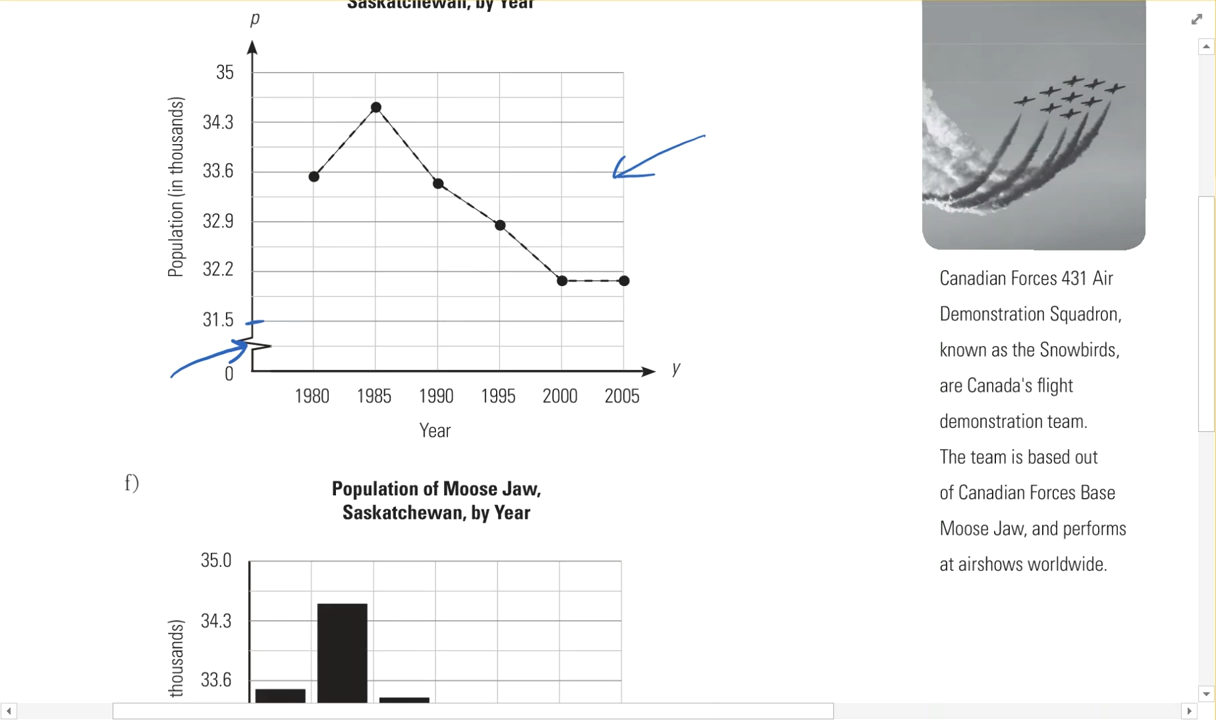 Saskatchewan, by Year
p
35
34.3
33.6
32.9
32.2
31.5
0
Population (in thousands)
y
1980 1985 1990 1995 2000 2005
Year
f)
Population of Moose Jaw,
Saskatchewan, by Year
35.0
34.3
33.6
thousands)
Canadian Forces 431 Air
Demonstration Squadron,
known as the Snowbirds,
are Canada's flight
demonstration team.
The team is based out
of Canadian Forces Base
Moose Jaw, and performs
at airshows worldwide.